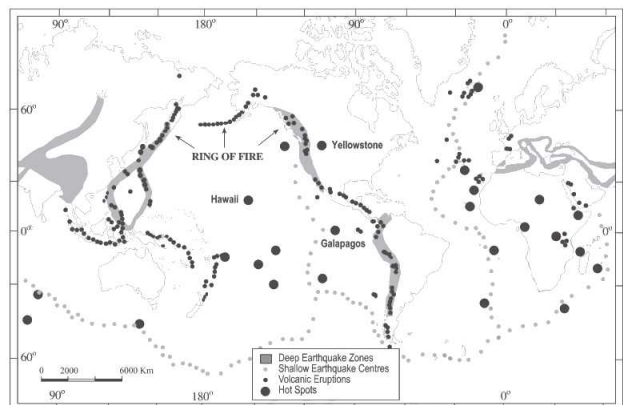 90° 180° 90° 0°
60° 60°
RING OF FIRE Yellowstone
Hawaii
0° Galapagos 0°
60° 60°
Deep Earthquake Zones
Shallow Earthquake Centres
Volcanic Eruptions
Hot Spots
0 2000 6000 Km
90° 180° 90° 0°